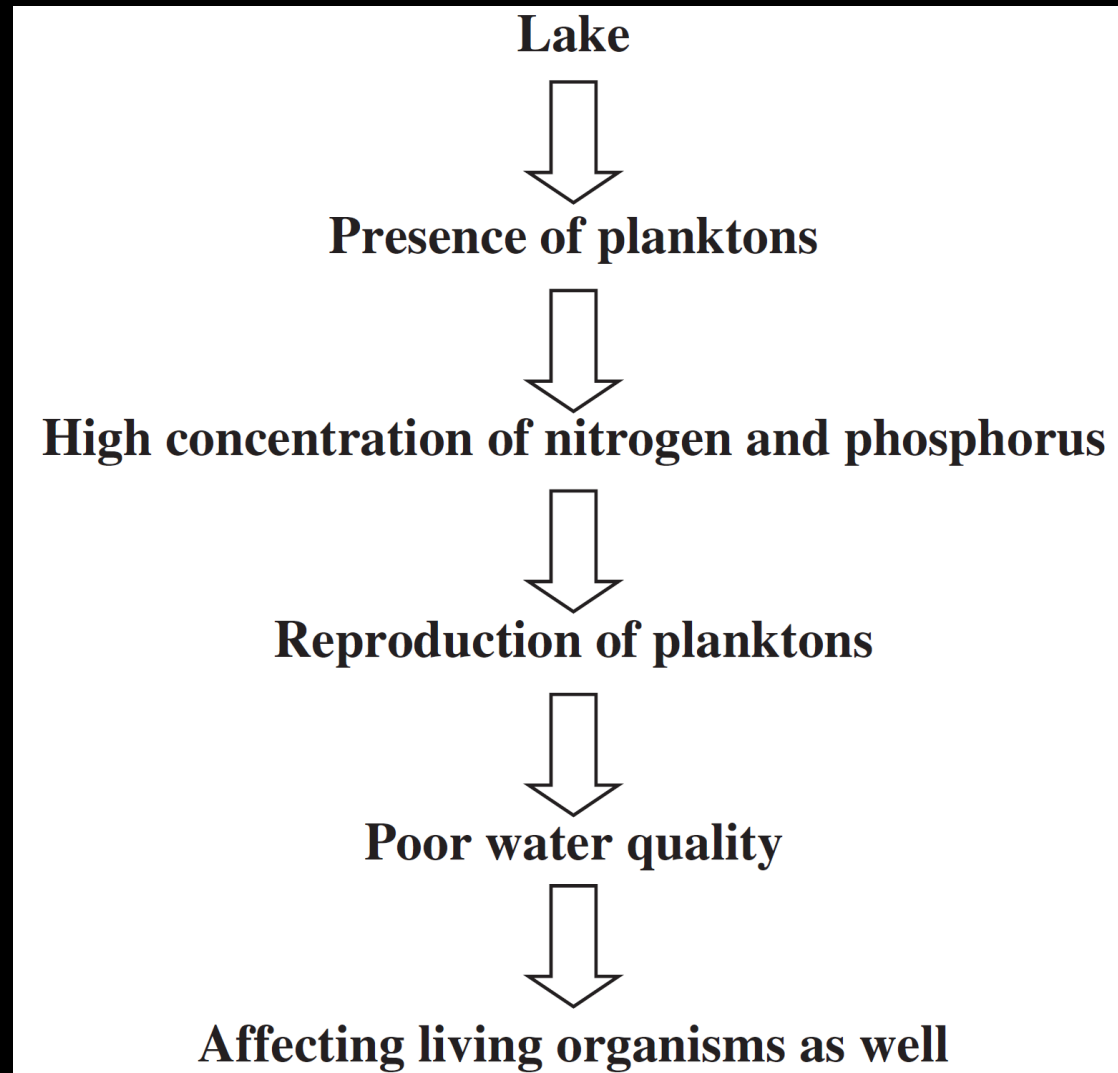 Lake
Presence of planktons
High concentration of nitrogen and phosphorus
Reproduction of planktons
Poor water quality
Affecting living organisms as well